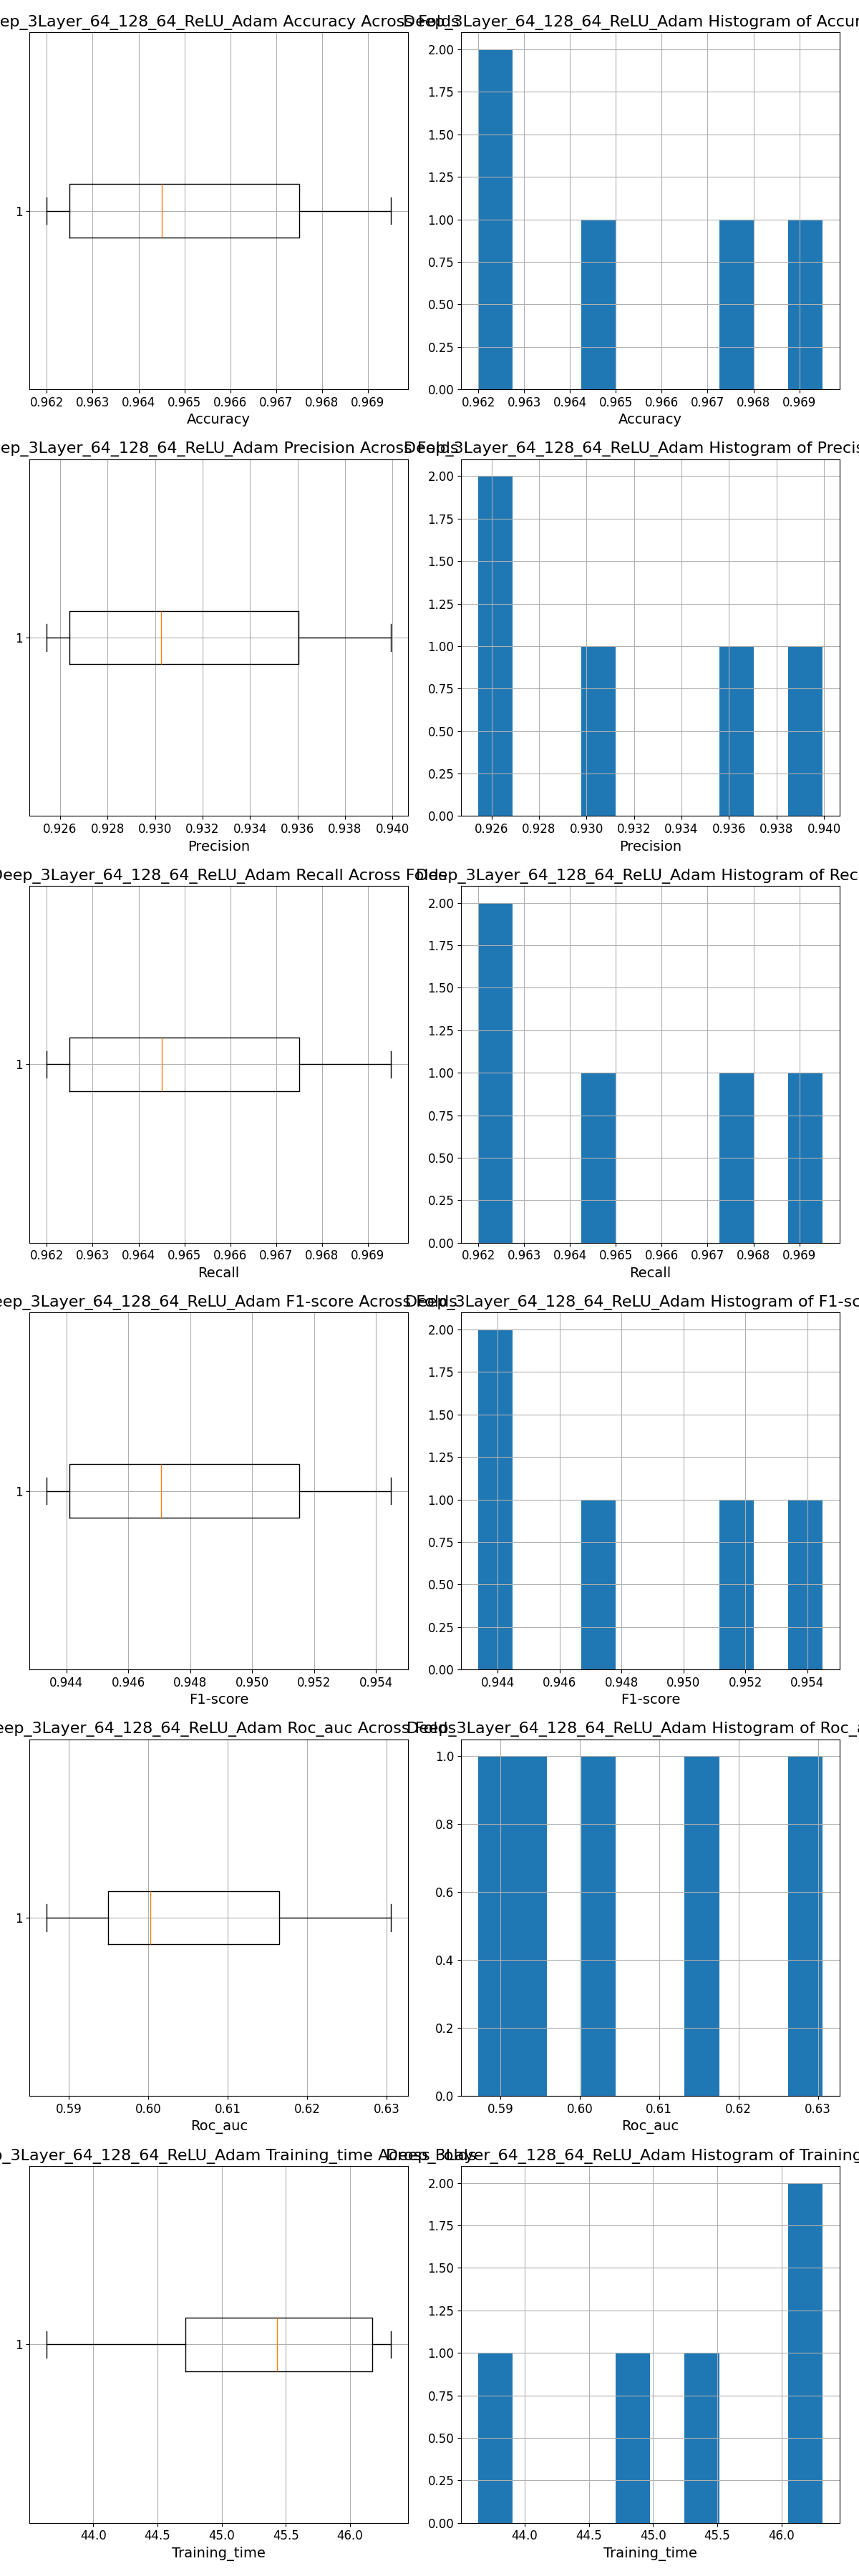 ep_3Layer_64_128_64_ReLU_Adam Accuracy Across Folds
1
0.962 0.963 0.964 0.965 0.966 0.967 0.968 0.969
Accuracy
Deep_3Layer_64_128_64_ReLU_Adam Histogram of Accur
2.00
1.75
1.50
1.25
1.00
0.75
0.50
0.25
0.00
0.962 0.963 0.964 0.965 0.966 0.967 0.968 0.969
Accuracy
ep_3Layer_64_128_64_ReLU_Adam Precision Across Folds
1
0.926 0.928 0.930 0.932 0.934 0.936 0.938 0.940
Precision
Deep_3Layer_64_128_64_ReLU_Adam Histogram of Precis
2.00
1.75
1.50
1.25
1.00
0.75
0.50
0.25
0.00
0.926 0.928 0.930 0.932 0.934 0.936 0.938 0.940
Precision
Deep_3Layer_64_128_64_ReLU_Adam Recall Across Folds
1
0.962 0.963 0.964 0.965 0.966 0.967 0.968 0.969
Recall
Deep_3Layer_64_128_64_ReLU_Adam Histogram of Rec
2.00
1.75
1.50
1.25
1.00
0.75
0.50
0.25
0.00
0.962 0.963 0.964 0.965 0.966 0.967 0.968 0.969
Recall
eep_3Layer_64_128_64_ReLU_Adam F1-score Across Folds
1
0.944 0.946 0.948 0.950 0.952 0.954
F1-score
Deep_3Layer_64_128_64_ReLU_Adam Histogram of F1-sc
2.00
1.75
1.50
1.25
1.00
0.75
0.50
0.25
0.00
0.944 0.946 0.948 0.950 0.952 0.954
F1-score
eep_3Layer_64_128_64_ReLU_Adam Roc_auc Across Folds
1
0.59 0.60 0.61 0.62 0.63
Roc_auc
Deep_3Layer_64_128_64_ReLU_Adam Histogram of Roc_a
1.0
0.8
0.6
0.4
0.2
0.0
0.59 0.60 0.61 0.62 0.63
Roc_auc
p_3Layer_64_128_64_ReLU_Adam Training_time Across Folds
1
44.0 44.5 45.0 45.5 46.0
Training_time
Deep_3Layer_64_128_64_ReLU_Adam Histogram of Training
2.00
1.75
1.50
1.25
1.00
0.75
0.50
0.25
0.00
44.0 44.5 45.0 45.5 46.0
Training_time